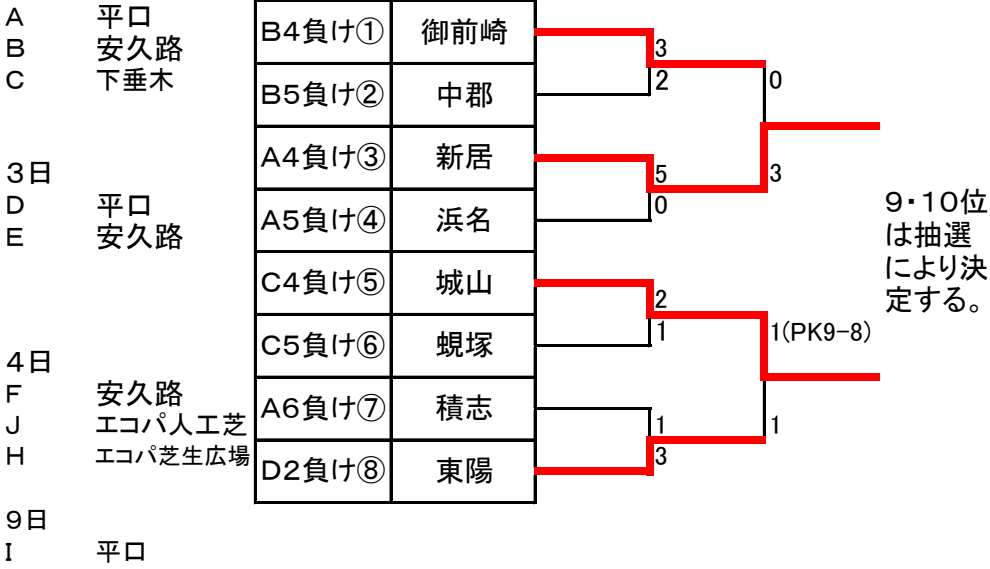 A 平口
B 安久路
C 下垂木
3日
D 平口
E 安久路
4日
F 安久路
J エコパ人工芝
H エコパ芝生広場
9日
I 平口
B4負け① 御前崎
B5負け② 中郡
A4負け③ 新居
A5負け④ 浜名
C4負け⑤ 城山
C5負け⑥ 蜆塚
A6負け⑦ 積志
D2負け⑧ 東陽
3
2
5
0
2
1
1
3
0
3
1(PK9-8)
1
9・10位
は抽選
により決
定する。